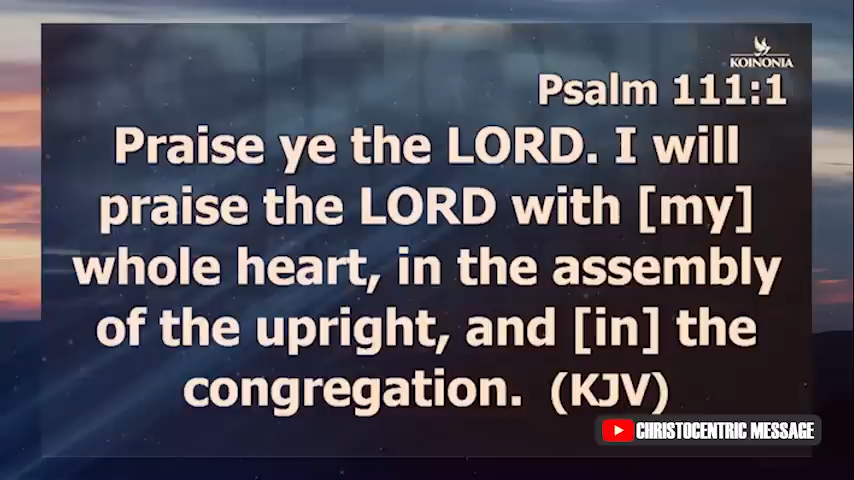 KOINONIA
Psalm 111:1
Praise ye the LORD. I will
praise the LORD with [my]
whole heart, in the assembly
of the upright, and [in] the
congregation. (KJV)
CHRISTOCENTRIC MESSAGE